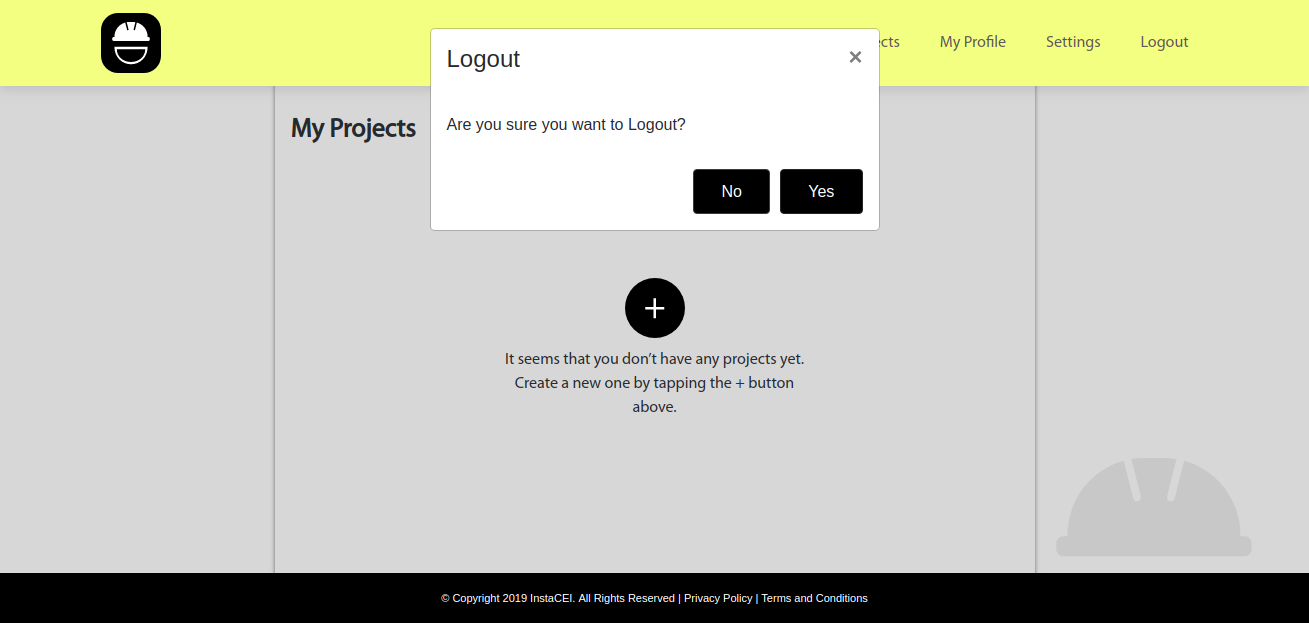 My Profile
Settings
Logout
Logout
×
Are you sure you want to Logout?
No
Yes
My Projects
+
It seems that you don’t have any projects yet.
Create a new one by tapping the + button
above.
© Copyright 2019 InstaCEI. All Rights Reserved | Privacy Policy | Terms and Conditions